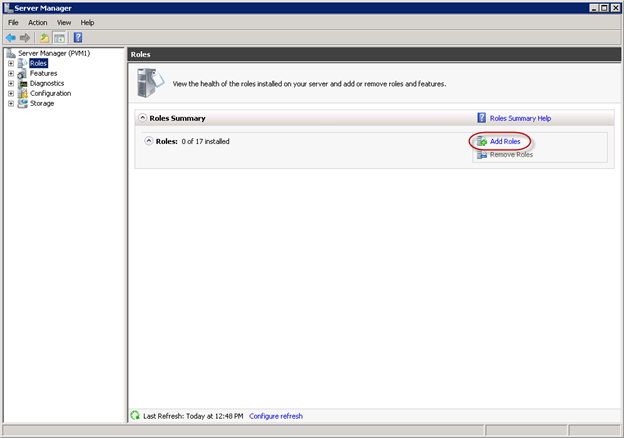 Server Manager
File Action View Help
Server Manager (PVM1)
Roles
Features
Diagnostics
Configuration
Storage
Roles
View the health of the roles installed on your server and add or remove roles and features.
Roles Summary
Roles Summary Help
Roles: 0 of 17 installed
Add Roles
Remove Roles
Last Refresh: Today at 12:48 PM Configure refresh